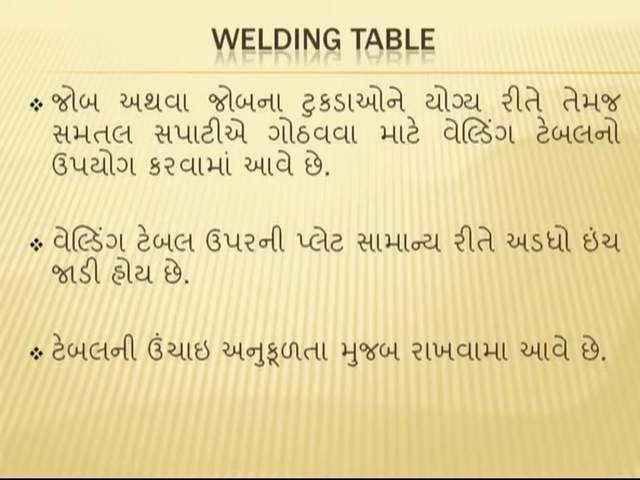 WELDING TABLE
❖ જોબ અથવા જોબના ટુકડાઓને યોગ્ય રીતે તેમજ
સમતલ સપાટીએ ગોઠવવા માટે વેલ્ડિંગ ટેબલનો
ઉપયોગ કરવામાં આવે છે.
❖ વેલ્ડિંગ ટેબલ ઉપરની પ્લેટ સામાન્ય રીતે અડધો ઇંચ
જાડી હોય છે.
❖ ટેબલની ઉંચાઇ અનુકૂળતા મુજબ રાખવામા આવે છે.